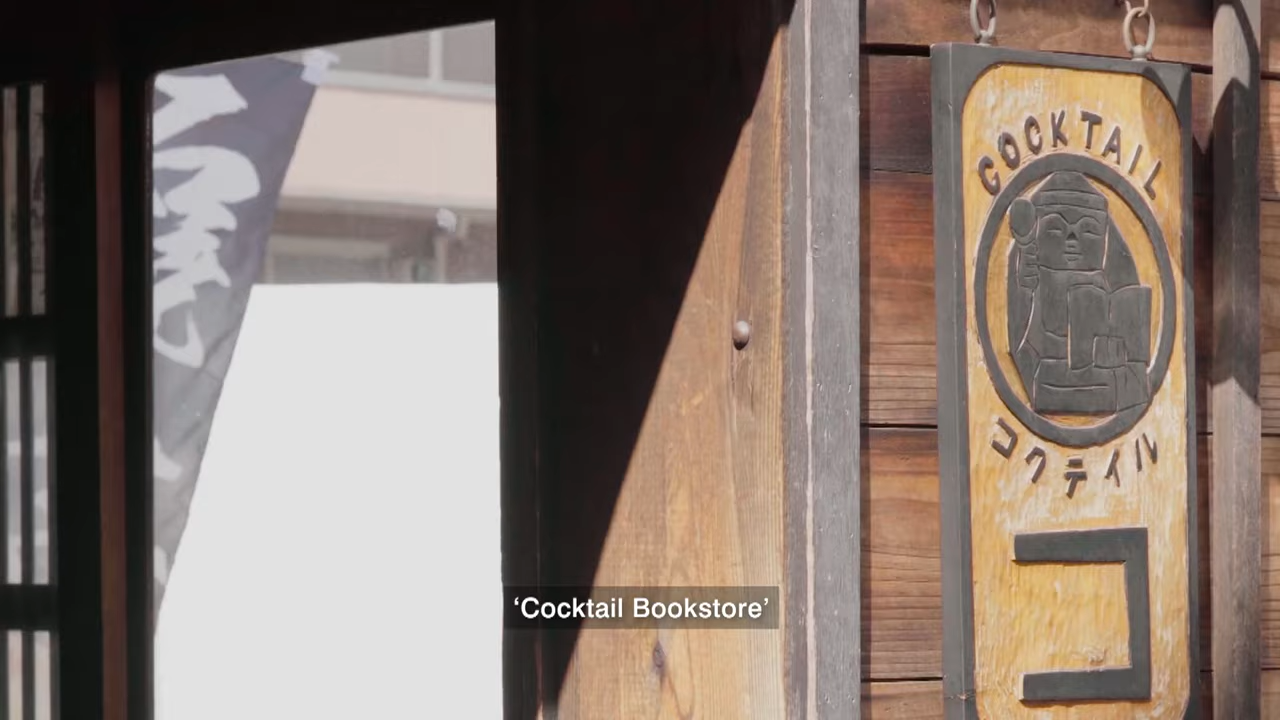 COCKTAIL
コクテイル
コ
‘Cocktail Bookstore’